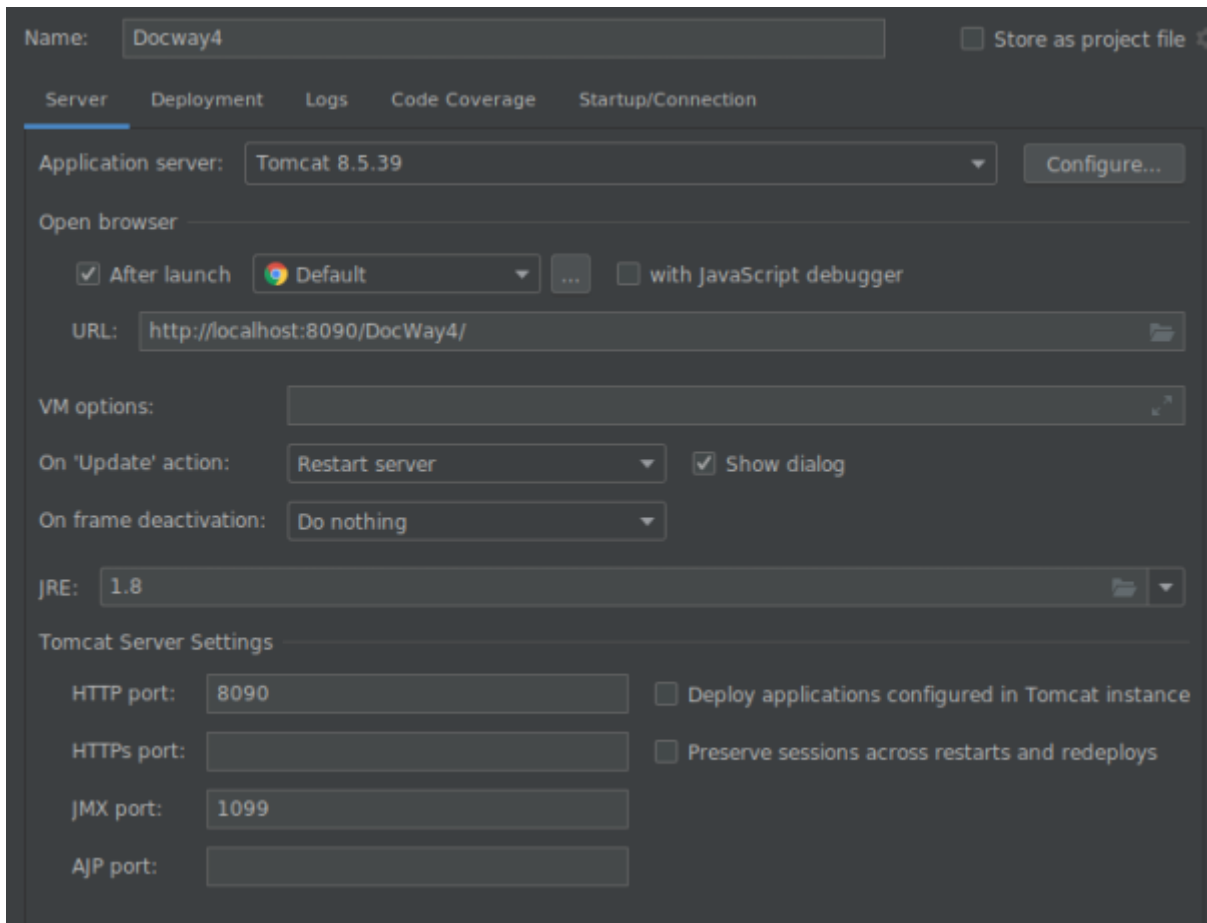 Name: Docway4 Store as project file
Server Deployment Logs Code Coverage Startup/Connection
Application server: Tomcat 8.5.39 Configure...
Open browser
After launch Default ... with JavaScript debugger
URL: http://localhost:8090/DocWay4/
VM options:
On 'Update' action: Restart server Show dialog
On frame deactivation: Do nothing
JRE: 1.8
Tomcat Server Settings
HTTP port: 8090 Deploy applications configured in Tomcat instance
HTTPs port: Preserve sessions across restarts and redeploys
JMX port: 1099
AJP port: